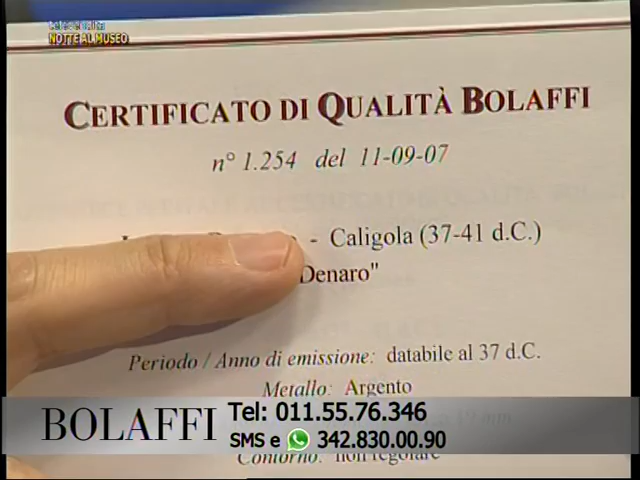 NOTTE AL MUSEO
CERTIFICATO DI QUALITÀ BOLAFFI
n° 1.254 del 11-09-07
- Caligola (37-41 d.C.)
Denaro"
Periodo / Anno di emissione: databile al 37 d.C.
Metallo: Argento
BOLAFFI
Tel: 011.55.76.346
SMS e 342.830.00.90
Contorno: non regolare